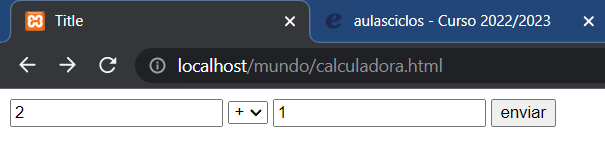 Title
aulasciclos - Curso 2022/2023
localhost/mundo/calculadora.html
2 + 1 enviar